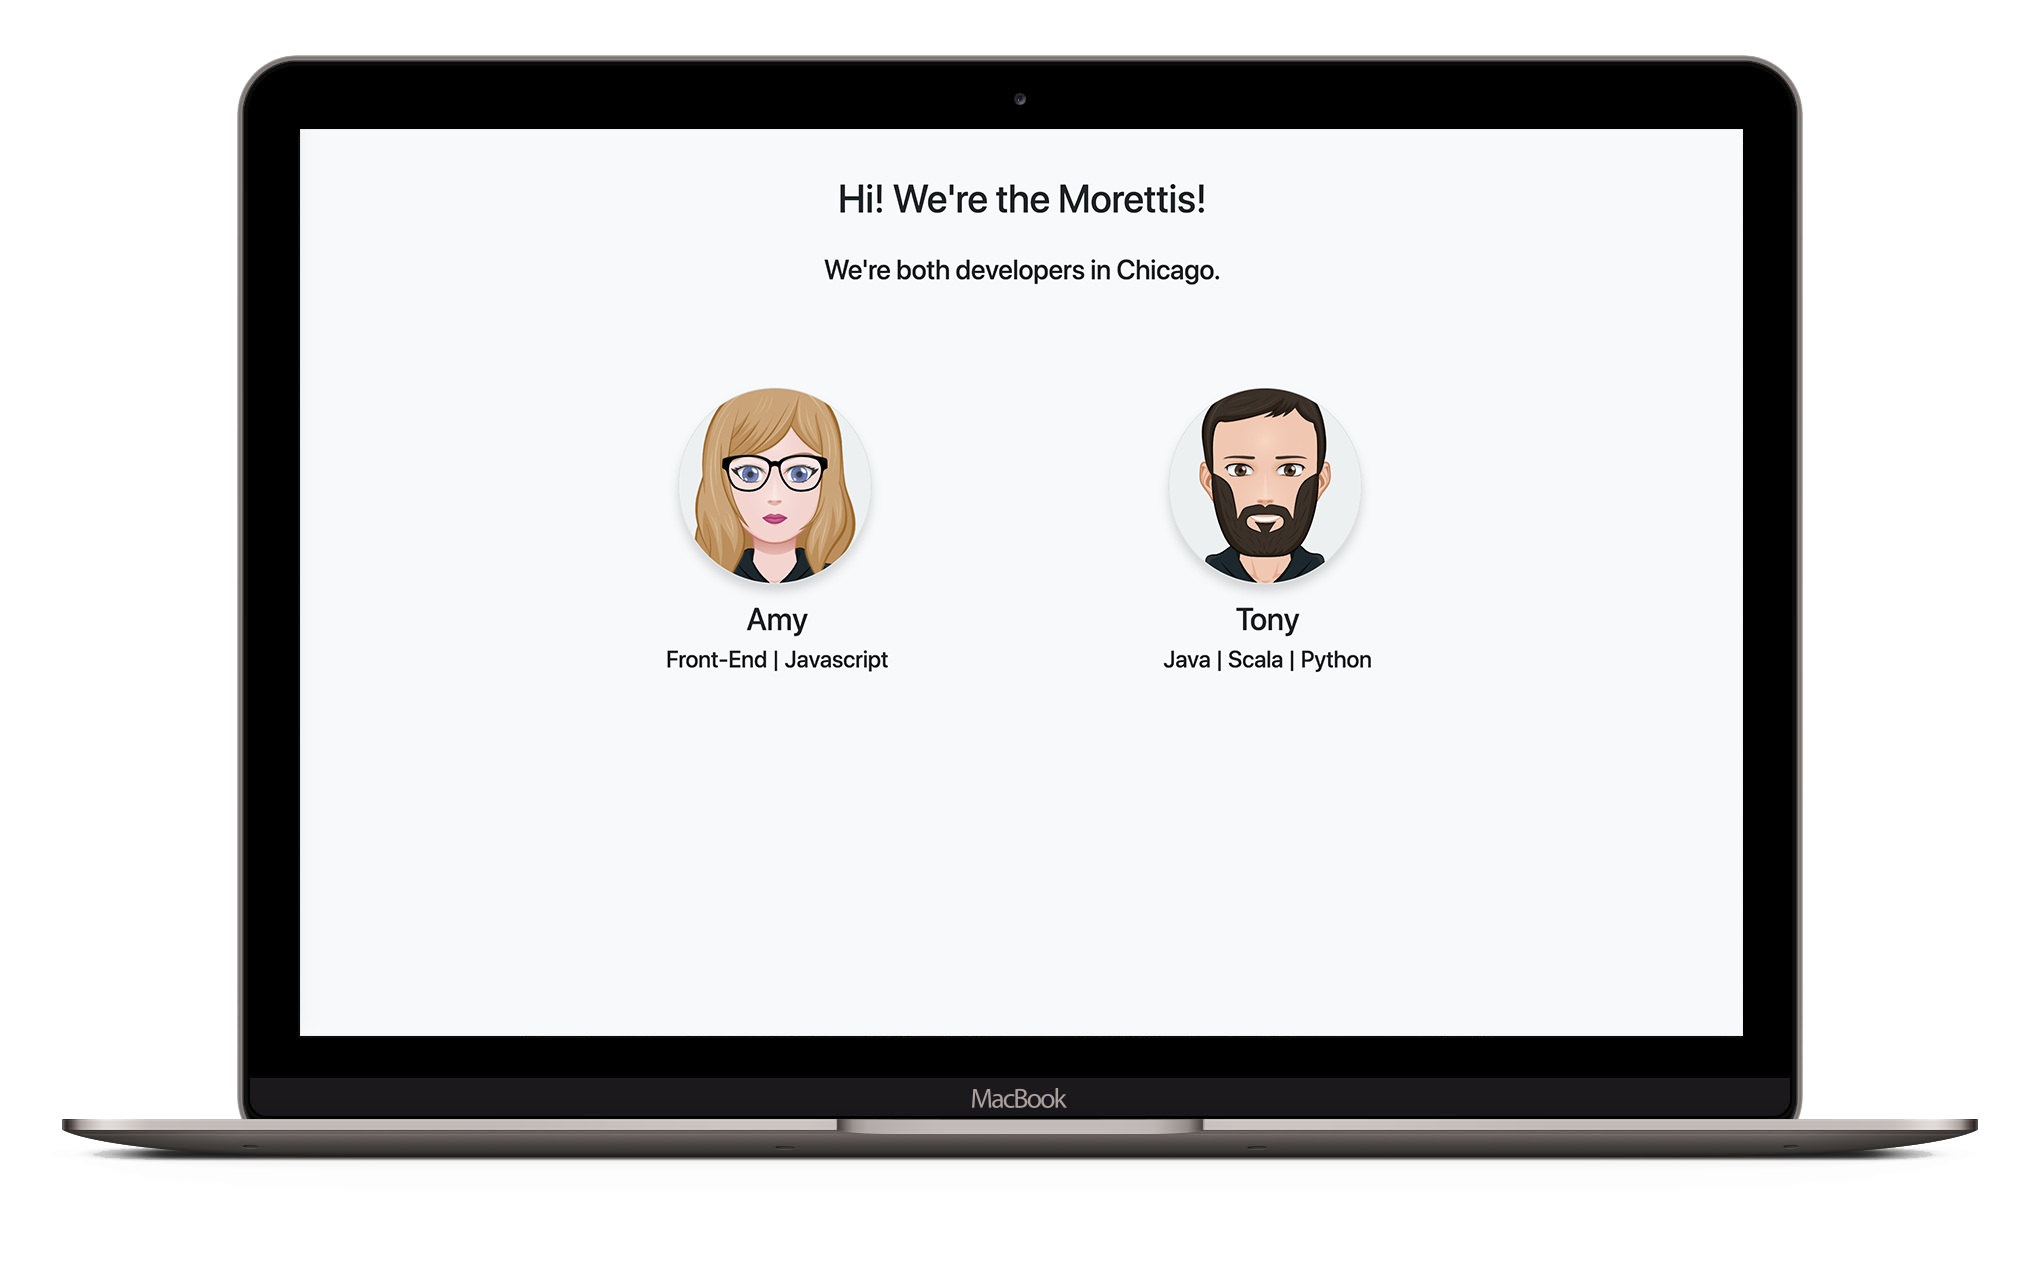 Hi! We're the Morettis!
We're both developers in Chicago.
Amy
Tony
Front-End | Javascript
Java | Scala | Python
MacBook